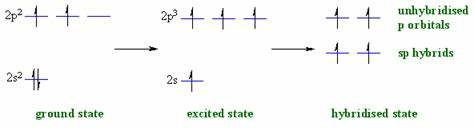 2p² 2p³ unhybridised
p orbitals
sp hybrids
2s² 2s
ground state excited state hybridised state